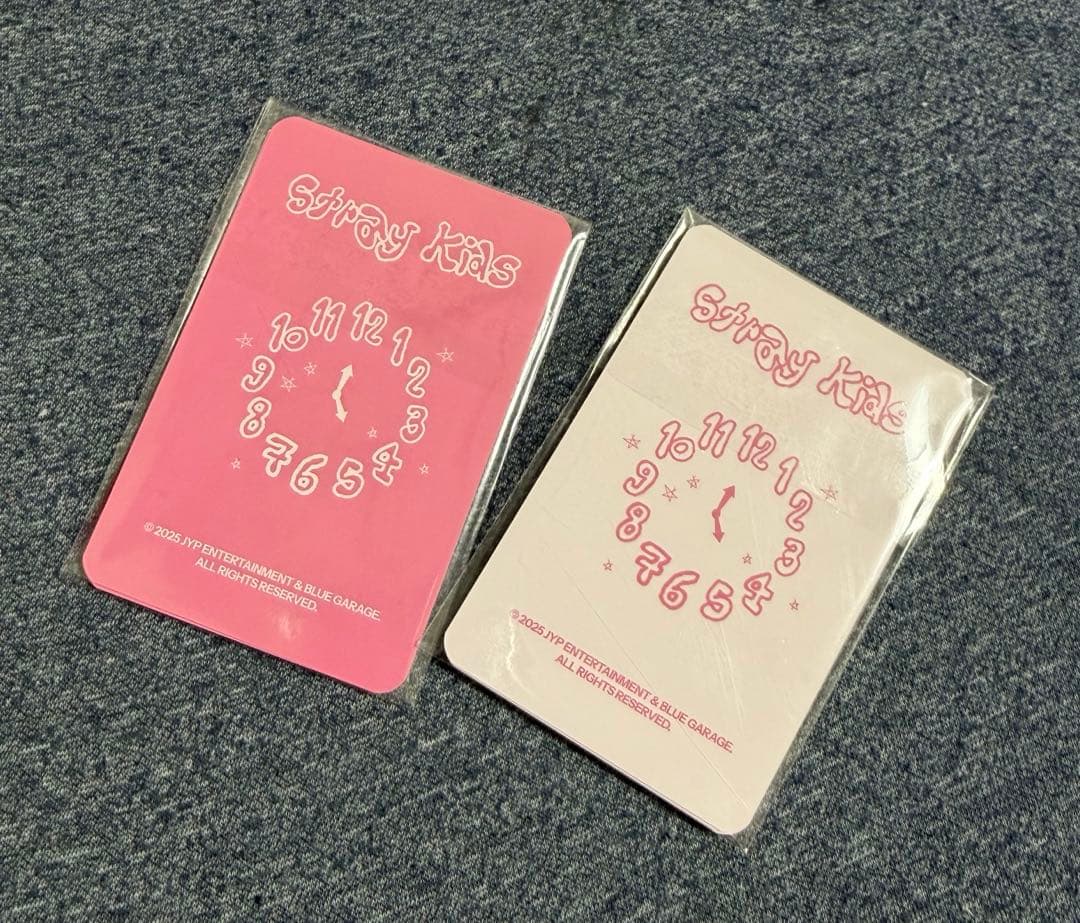 Stray Kids
11 12 1
10 2
9 3
8 4
7 6 5
© 2025 JYP ENTERTAINMENT & BLUE GARAGE.
ALL RIGHTS RESERVED.
Stray Kids
11 12 1
10 2
9 3
8 4
7 6 5
© 2025 JYP ENTERTAINMENT & BLUE GARAGE.
ALL RIGHTS RESERVED.